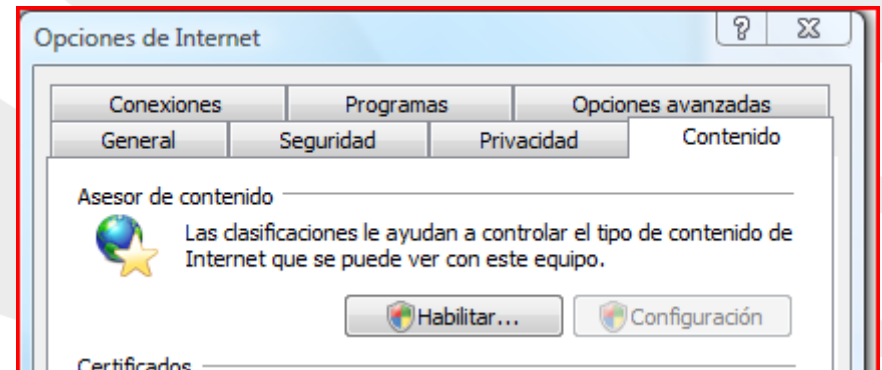 Opciones de Internet
Conexiones Programas Opciones avanzadas
General Seguridad Privacidad Contenido
Asesor de contenido
Las clasificaciones le ayudan a controlar el tipo de contenido de
Internet que se puede ver con este equipo.
Habilitar... Configuración
Certificados